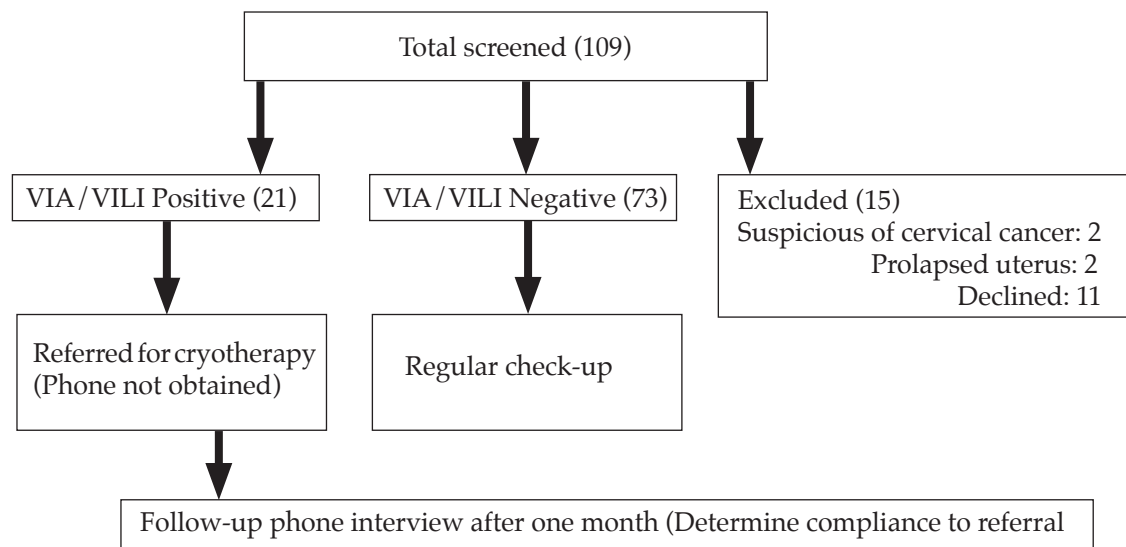 Total screened (109)
VIA/VILI Positive (21)
VIA/VILI Negative (73)
Excluded (15)
Suspicious of cervical cancer: 2
Prolapsed uterus: 2
Declined: 11
Referred for cryotherapy
(Phone not obtained)
Regular check-up
Follow-up phone interview after one month (Determine compliance to referral